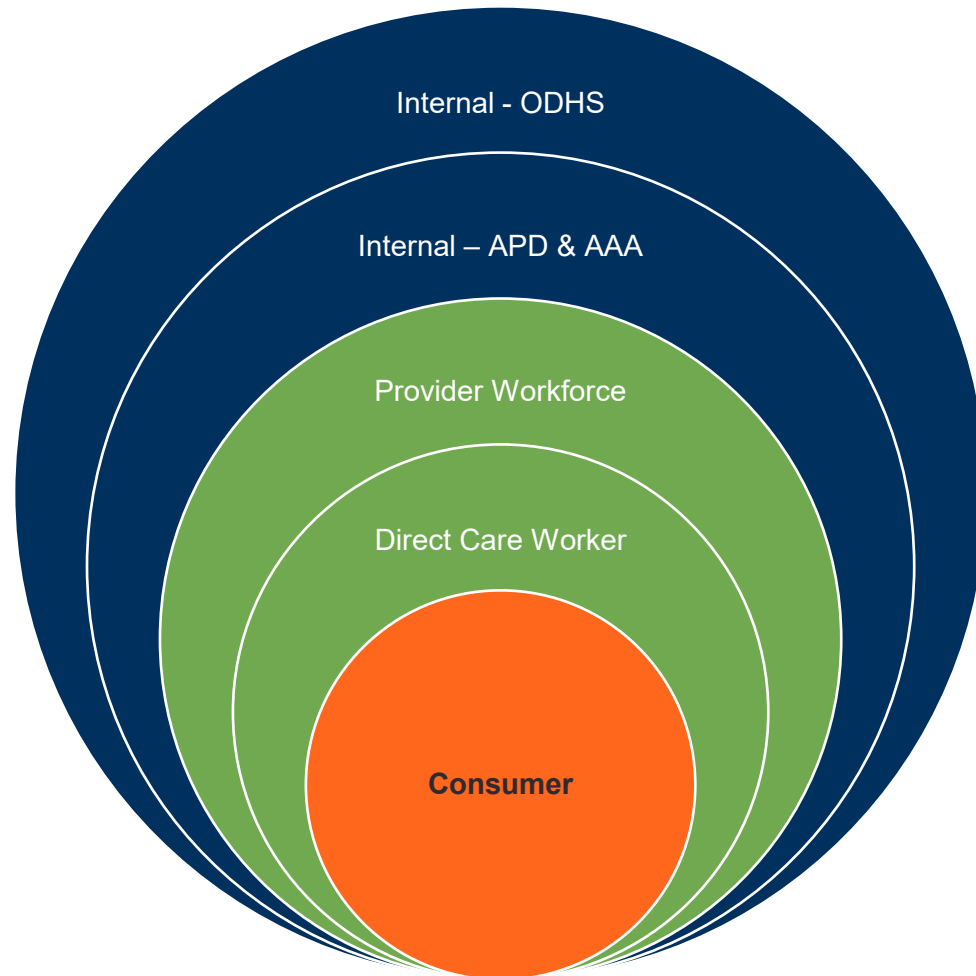 Internal - ODHS
Internal – APD & AAA
Provider Workforce
Direct Care Worker
Consumer